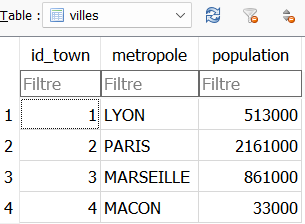 Table : villes
id_town metropole population
Filtre Filtre Filtre
1 1 LYON 513000
2 2 PARIS 2161000
3 3 MARSEILLE 861000
4 4 MACON 33000